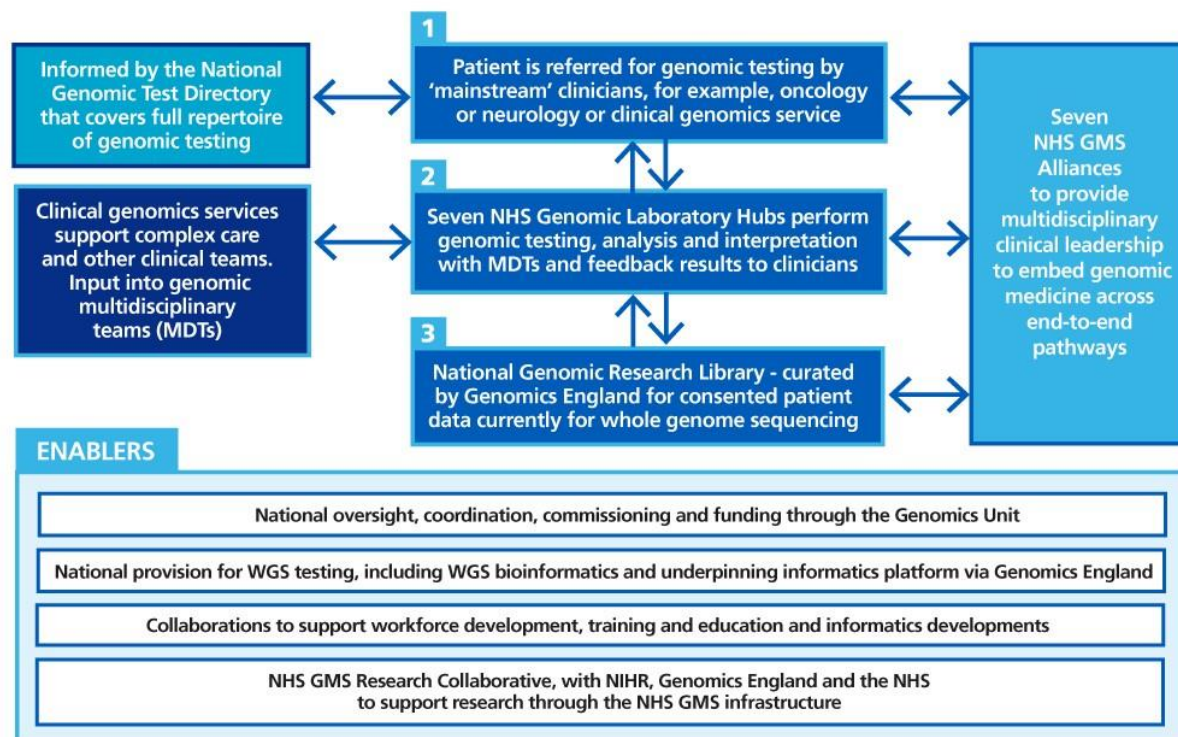 Informed by the National
Genomic Test Directory
that covers full repertoire
of genomic testing
1
Patient is referred for genomic testing by
‘mainstream’ clinicians, for example, oncology
or neurology or clinical genomics service
Clinical genomics services
support complex care
and other clinical teams.
Input into genomic
multidisciplinary
teams (MDTs)
2
Seven NHS Genomic Laboratory Hubs perform
genomic testing, analysis and interpretation
with MDTs and feedback results to clinicians
3
National Genomic Research Library - curated
by Genomics England for consented patient
data currently for whole genome sequencing
Seven
NHS GMS
Alliances
to provide
multidisciplinary
clinical leadership
to embed genomic
medicine across
end-to-end
pathways
ENABLERS
National oversight, coordination, commissioning and funding through the Genomics Unit
National provision for WGS testing, including WGS bioinformatics and underpinning informatics platform via Genomics England
Collaborations to support workforce development, training and education and informatics developments
NHS GMS Research Collaborative, with NIHR, Genomics England and the NHS
to support research through the NHS GMS infrastructure